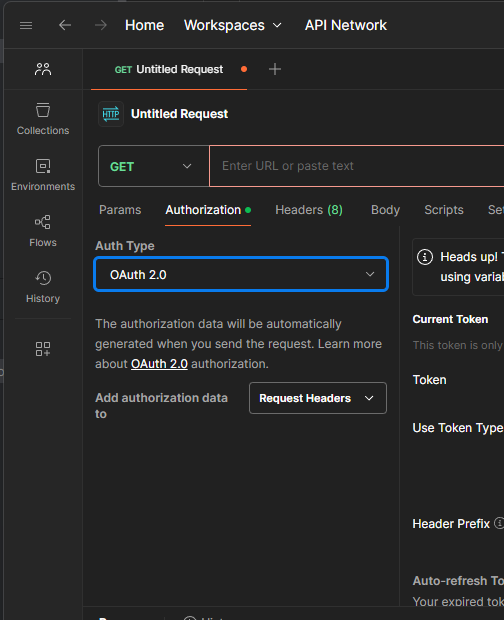 Home Workspaces API Network
GET Untitled Request
Collections
Environments
Flows
History
HTTP Untitled Request
GET Enter URL or paste text
Params Authorization Headers (8) Body Scripts Set
Auth Type
OAuth 2.0
The authorization data will be automatically
generated when you send the request. Learn more
about OAuth 2.0 authorization.
Add authorization data
to
Request Headers
Heads up! T
using variab
Current Token
This token is only
Token
Use Token Type
Header Prefix
Auto-refresh To
Your expired tok